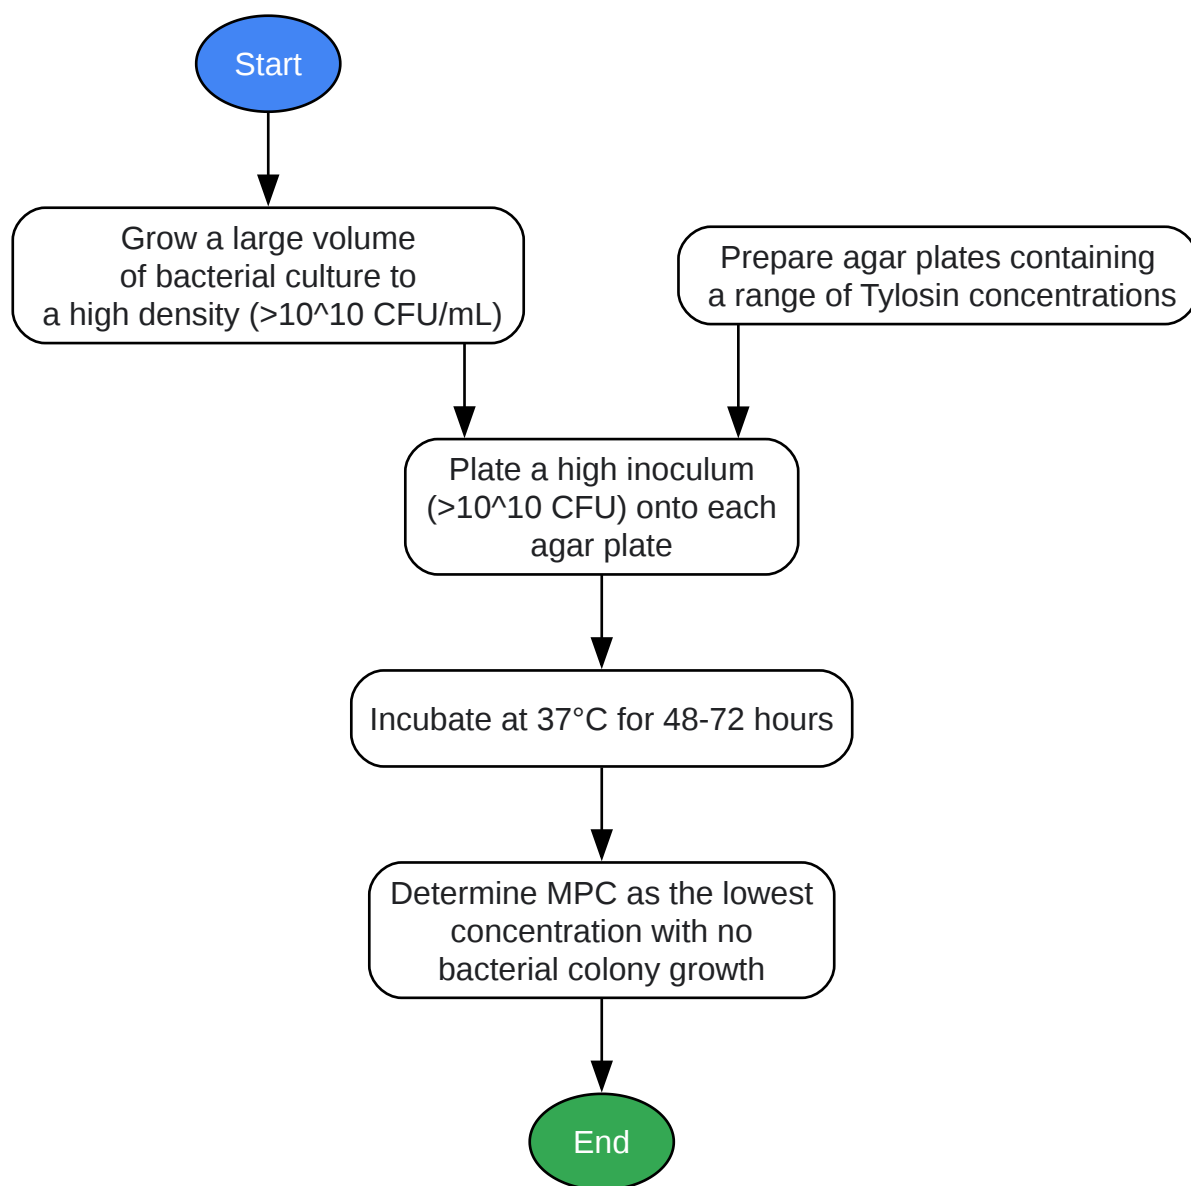 Start
Grow a large volume
of bacterial culture to
a high density (>10^10 CFU/mL)
Prepare agar plates containing
a range of Tylosin concentrations
Plate a high inoculum
(>10^10 CFU) onto each
agar plate
Incubate at 37°C for 48-72 hours
Determine MPC as the lowest
concentration with no
bacterial colony growth
End